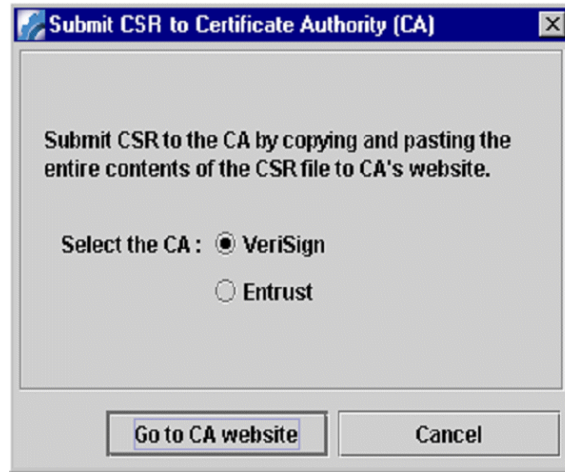 Submit CSR to Certificate Authority (CA)
Submit CSR to the CA by copying and pasting the
entire contents of the CSR file to CA's website.
Select the CA : VeriSign
Entrust
Go to CA website Cancel